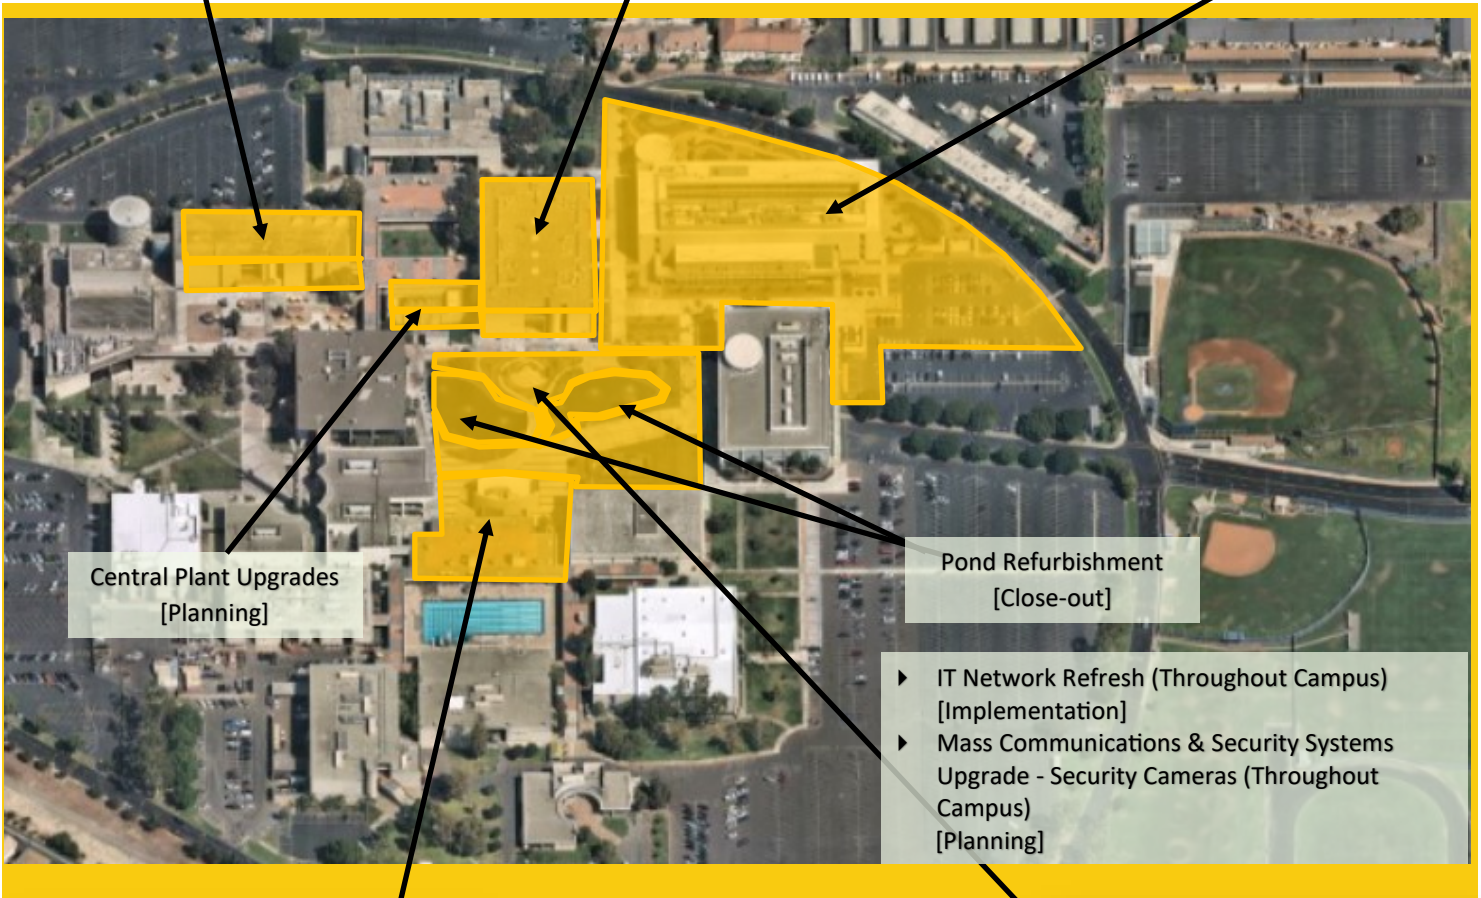 Central Plant Upgrades
[Planning]
Pond Refurbishment
[Close-out]
‣ IT Network Refresh (Throughout Campus)
[Implementation]
‣ Mass Communications & Security Systems
Upgrade - Security Cameras (Throughout
Campus)
[Planning]